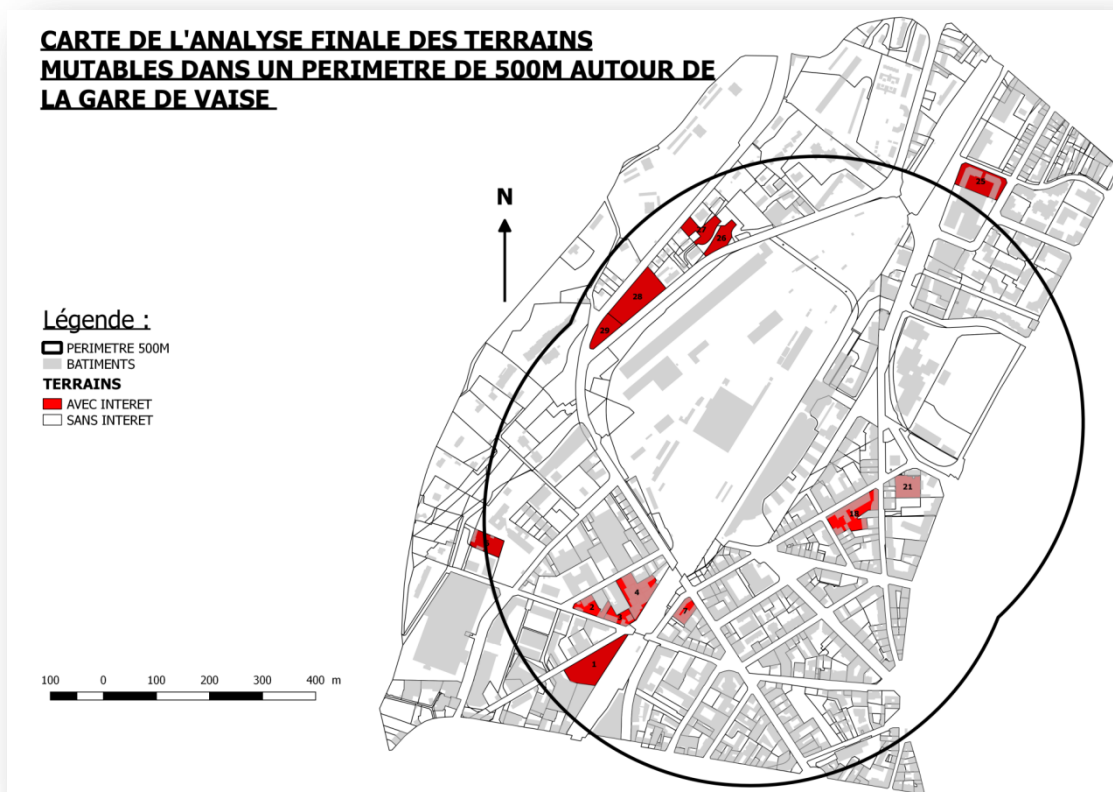 CARTE DE L'ANALYSE FINALE DES TERRAINS
MUTABLES DANS UN PERIMETRE DE 500M AUTOUR DE
LA GARE DE VAISE
N
Légende :
PERIMETRE 500M
BATIMENTS
TERRAINS
AVEC INTERET
SANS INTERET
100 0 100 200 300 400 m
27
26
28
29
21
18
4
2
3
7
1